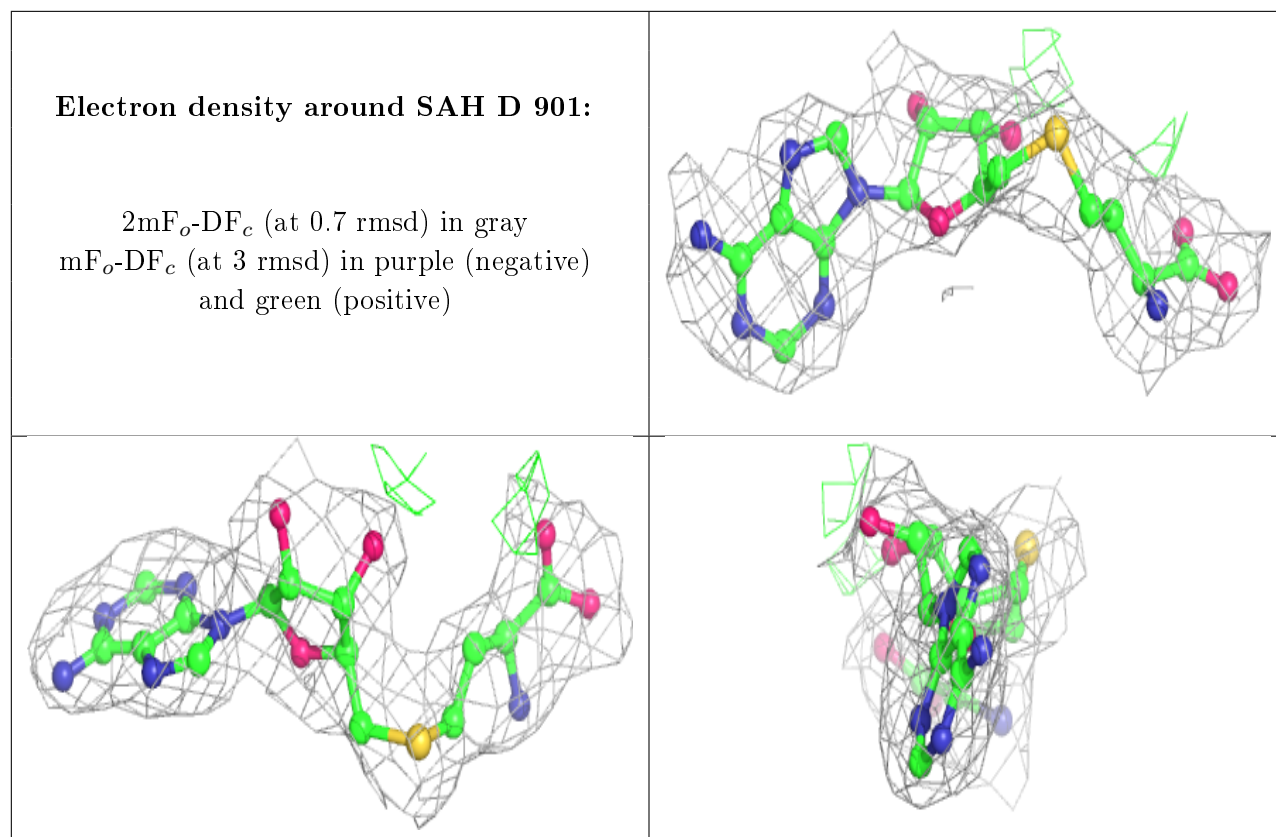 Electron density around SAH D 901:
2mFₒ-DF𝒸 (at 0.7 rmsd) in gray
mFₒ-DF𝒸 (at 3 rmsd) in purple (negative)
and green (positive)